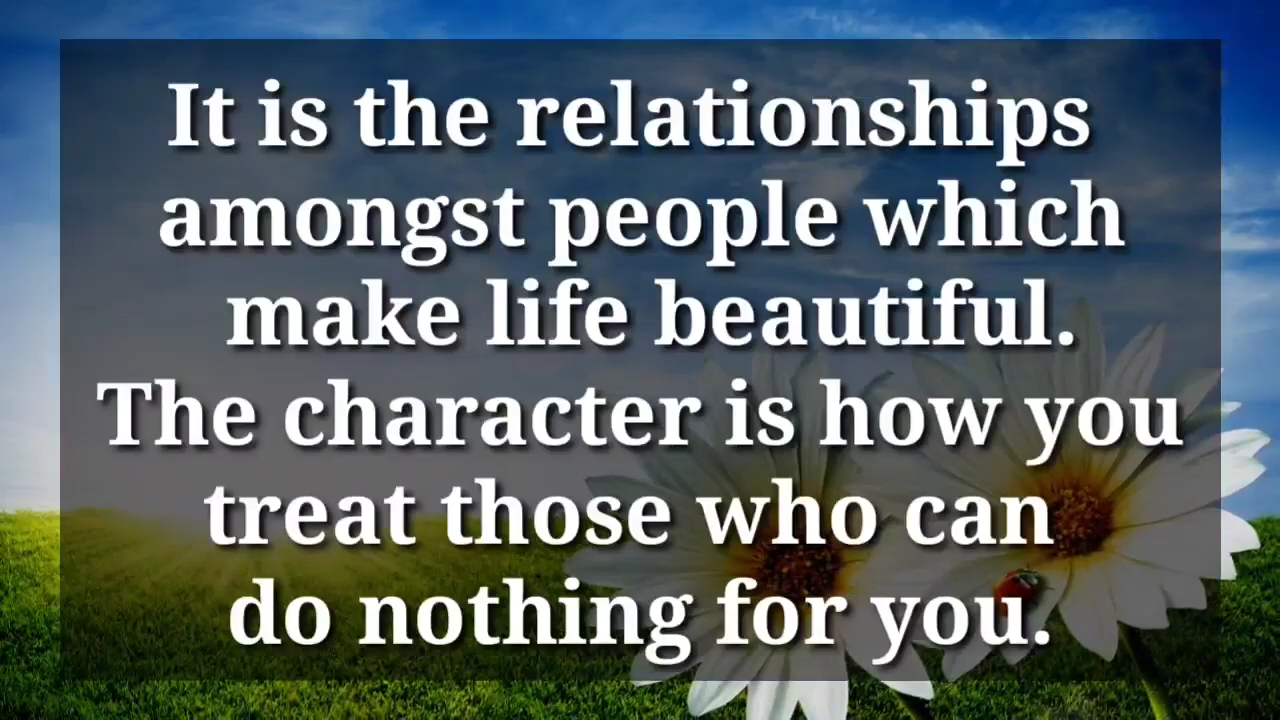 It is the relationships
amongst people which
make life beautiful.
The character is how you
treat those who can
do nothing for you.